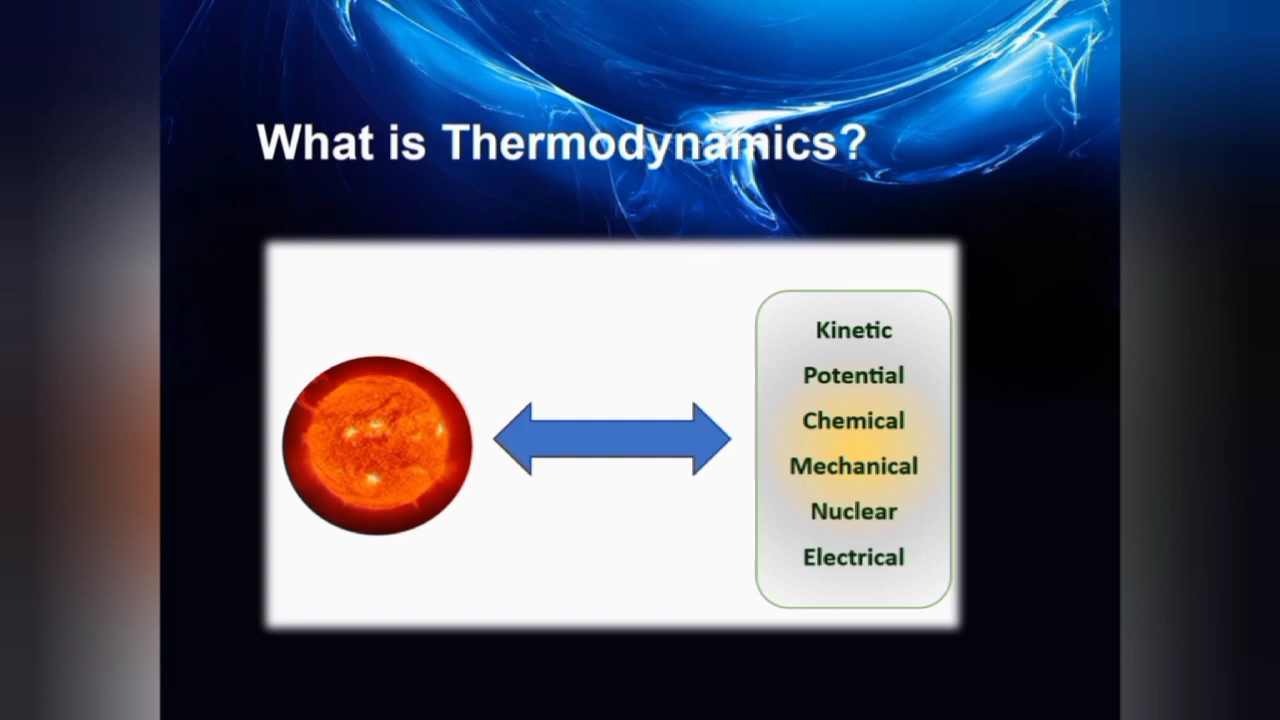 What is Thermodynamics?
Kinetic
Potential
Chemical
Mechanical
Nuclear
Electrical